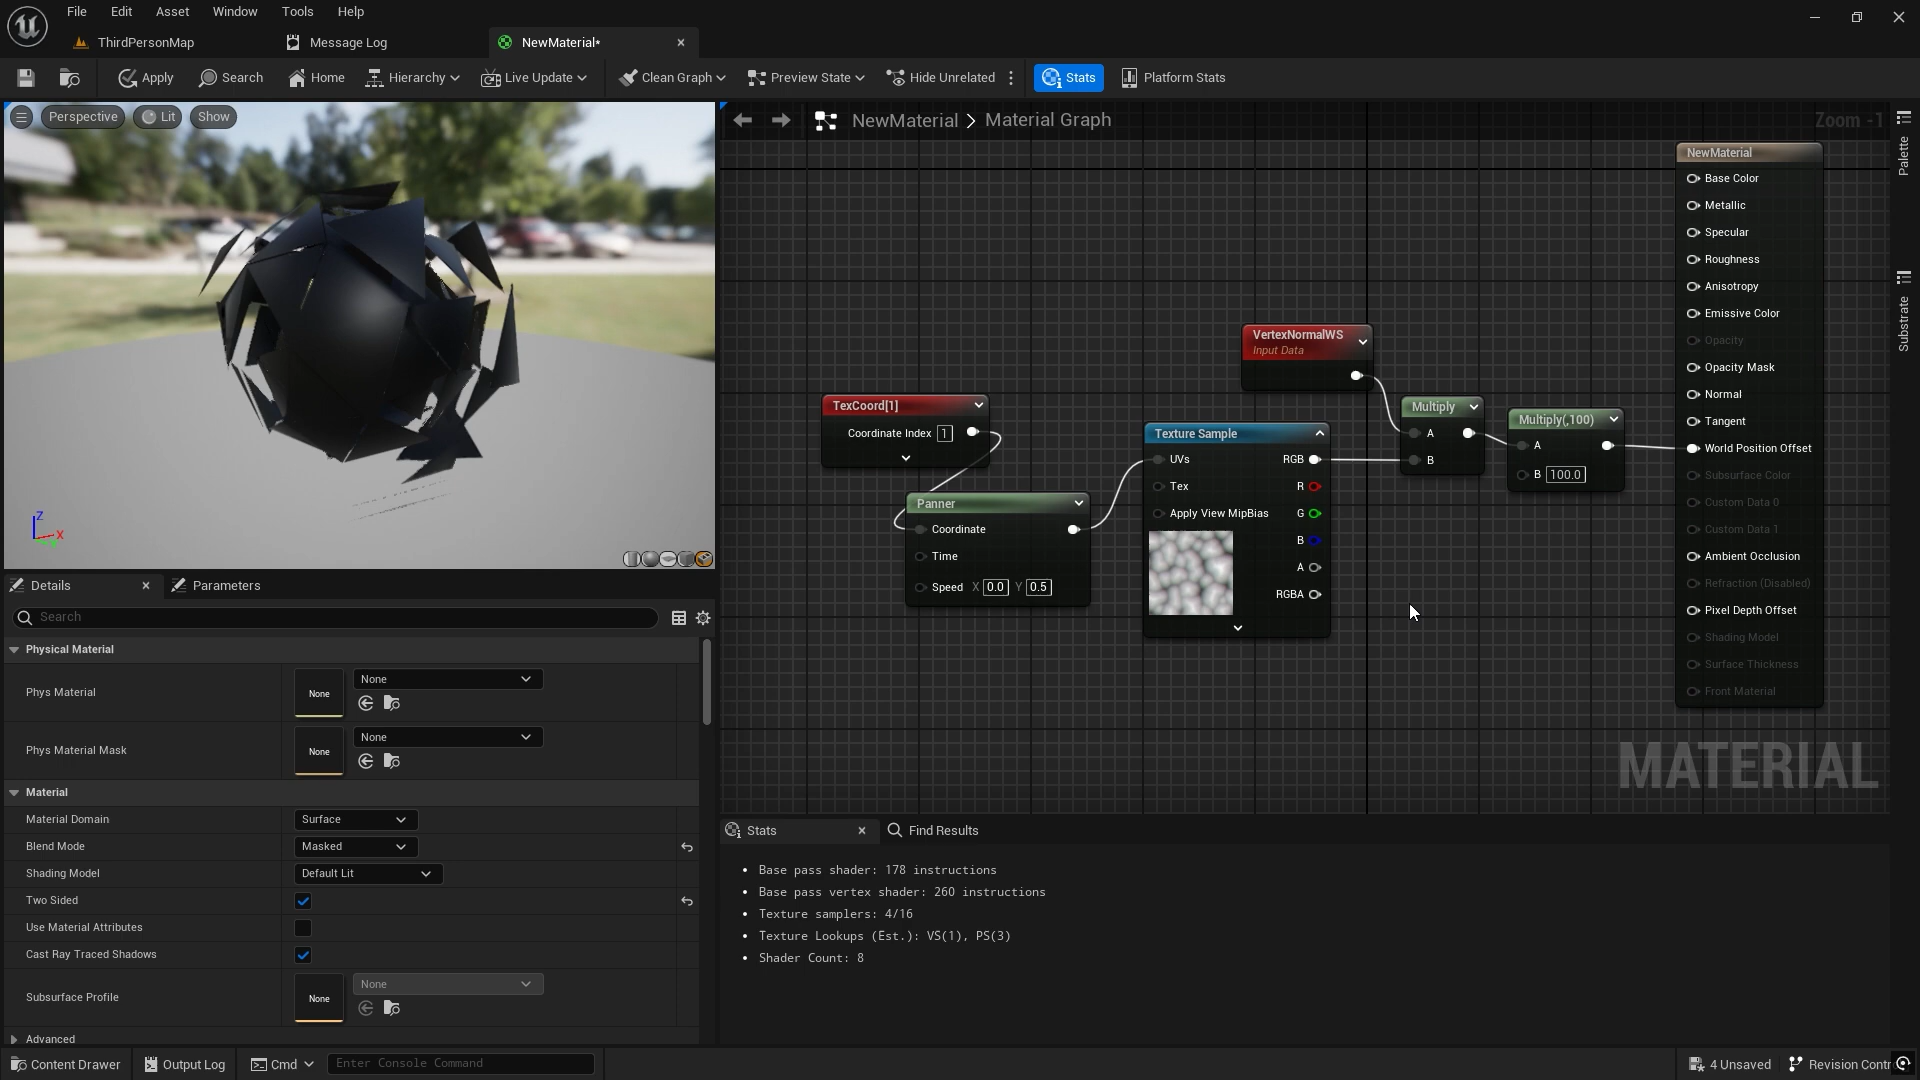 File Edit Asset Window Tools Help
ThirdPersonMap Message Log NewMaterial*
Apply Search Home Hierarchy Live Update Clean Graph Preview State Hide Unrelated Stats Platform Stats
Perspective Lit Show
NewMaterial > Material Graph
Zoom -1
Palette
Substrate
NewMaterial
Base Color
Metallic
Specular
Roughness
Anisotropy
Emissive Color
Opacity
Opacity Mask
Normal
Tangent
World Position Offset
Subsurface Color
Custom Data 0
Custom Data 1
Ambient Occlusion
Refraction (Disabled)
Pixel Depth Offset
Shading Model
Surface Thickness
Front Material
VertexNormalWS
Input Data
TexCoord[1]
Coordinate Index 1
Panner
Coordinate
Time
Speed X 0.0 Y 0.5
Texture Sample
UVs RGB
Tex R
Apply View MipBias G
B
A
RGBA
Multiply
A
B
Multiply(,100)
A
B 100.0
MATERIAL
Z
X
Details Parameters
Search
Physical Material
Phys Material None None
Phys Material Mask None None
Material
Material Domain Surface
Blend Mode Masked
Shading Model Default Lit
Two Sided
Use Material Attributes
Cast Ray Traced Shadows
Subsurface Profile None None
Advanced
Stats Find Results
• Base pass shader: 178 instructions
• Base pass vertex shader: 260 instructions
• Texture samplers: 4/16
• Texture Lookups (Est.): VS(1), PS(3)
• Shader Count: 8
Content Drawer Output Log Cmd Enter Console Command 4 Unsaved Revision Contr